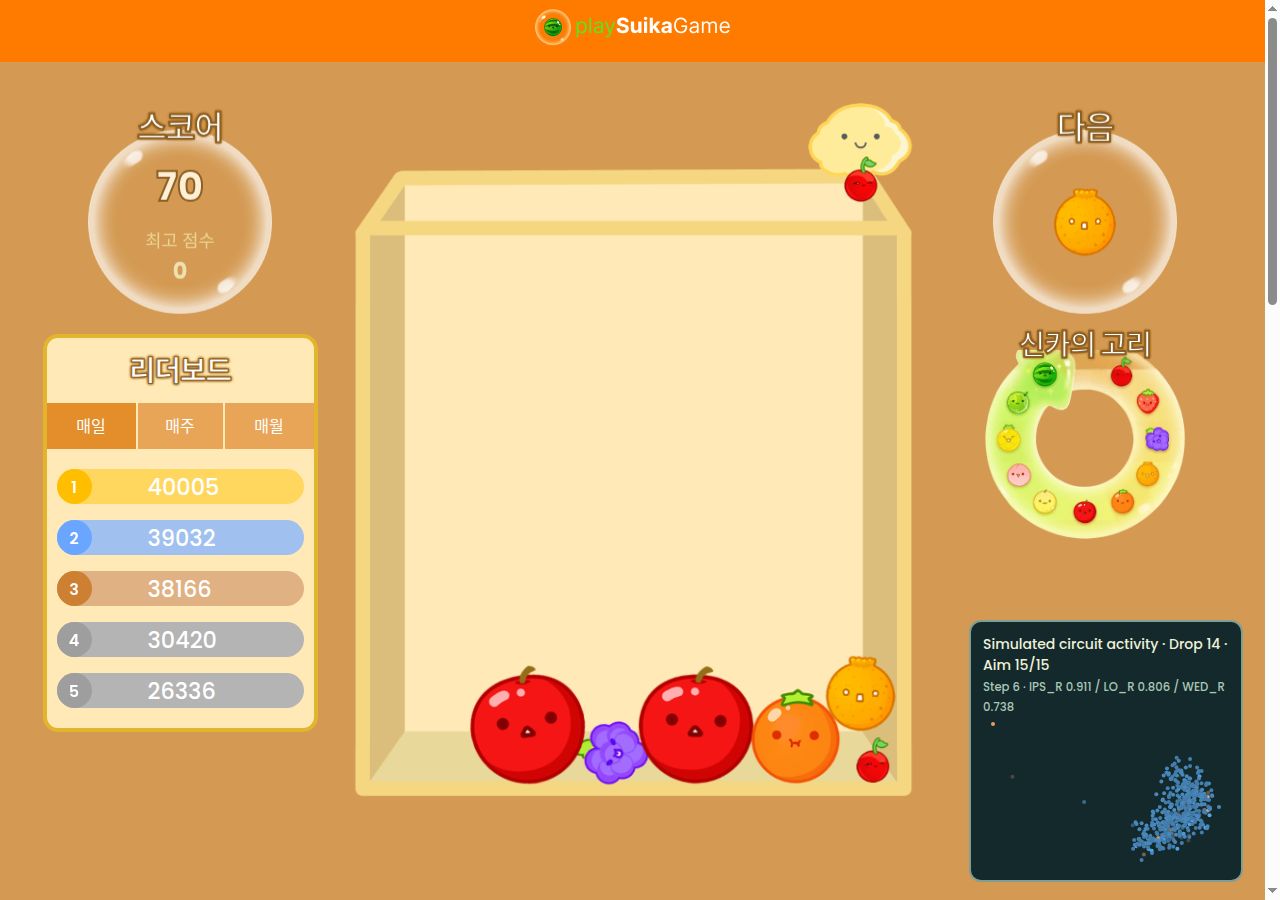 playSuikaGame
스코어
70
최고 점수
0
리더보드
매일 매주 매월
1 40005
2 39032
3 38166
4 30420
5 26336
다음
신카의 고리
Simulated circuit activity · Drop 14 ·
Aim 15/15
Step 6 · IPS_R 0.911 / LO_R 0.806 / WED_R
0.738